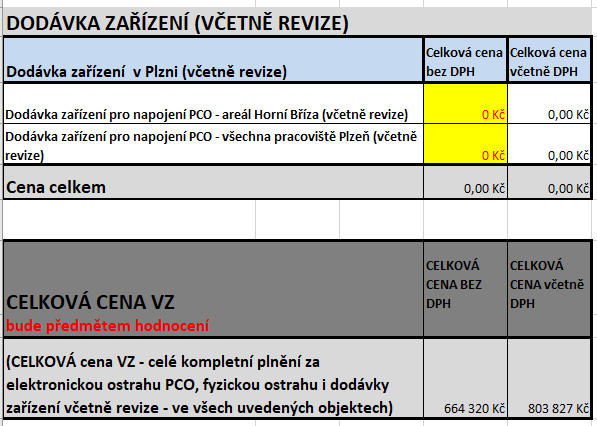 DODÁVKA ZAŘÍZENÍ (VČETNĚ REVIZE)
Dodávka zařízení v Plzni (včetně revize)
Celková cena
bez DPH
Celková cena
včetně DPH
Dodávka zařízení pro napojení PCO - areál Horní Bříza (včetně revize)
0 Kč
0,00 Kč
Dodávka zařízení pro napojení PCO - všechna pracoviště Plzeň (včetně
revize)
0 Kč
0,00 Kč
Cena celkem
0,00 Kč
0,00 Kč
CELKOVÁ CENA VZ
bude předmětem hodnocení
CELKOVÁ
CENA BEZ
DPH
CELKOVÁ
CENA včetně
DPH
(CELKOVÁ cena VZ - celé kompletní plnění za
elektronickou ostrahu PCO, fyzickou ostrahu i dodávky
zařízení včetně revize - ve všech uvedených objektech)
664 320 Kč
803 827 Kč